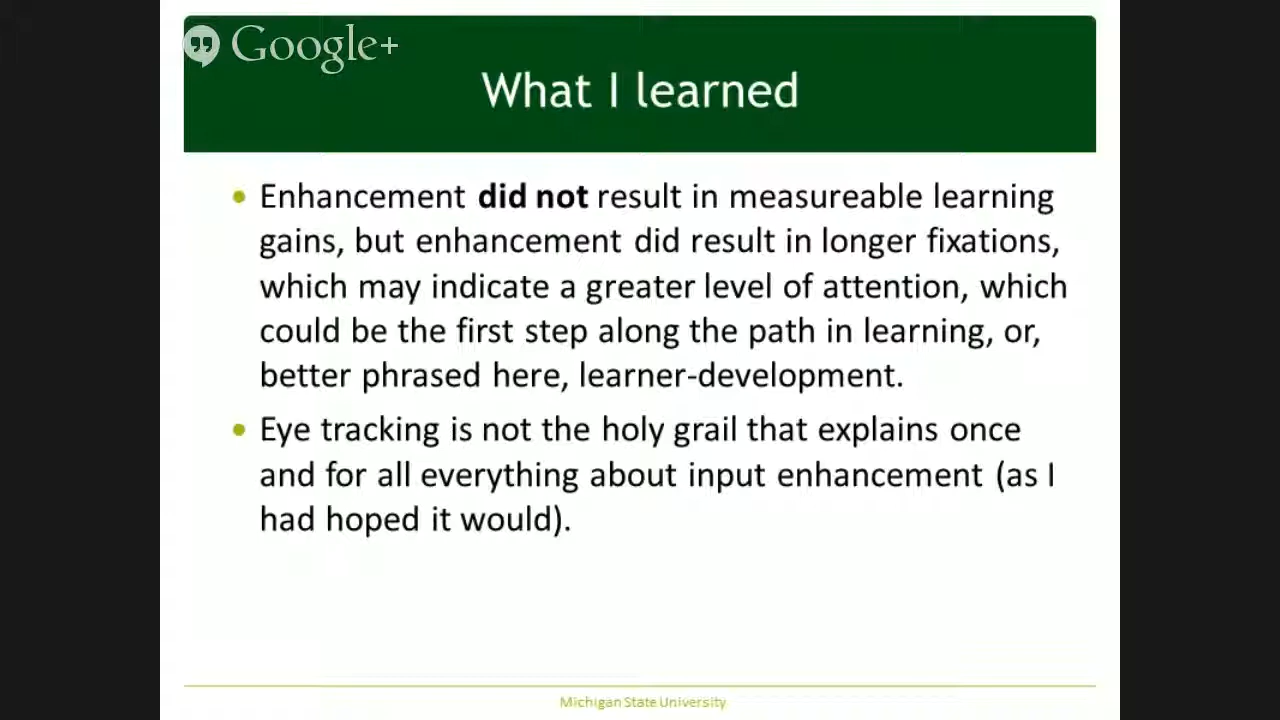 Google+
What I learned
Enhancement did not result in measureable learning
gains, but enhancement did result in longer fixations,
which may indicate a greater level of attention, which
could be the first step along the path in learning, or,
better phrased here, learner-development.
Eye tracking is not the holy grail that explains once
and for all everything about input enhancement (as I
had hoped it would).
Michigan State University